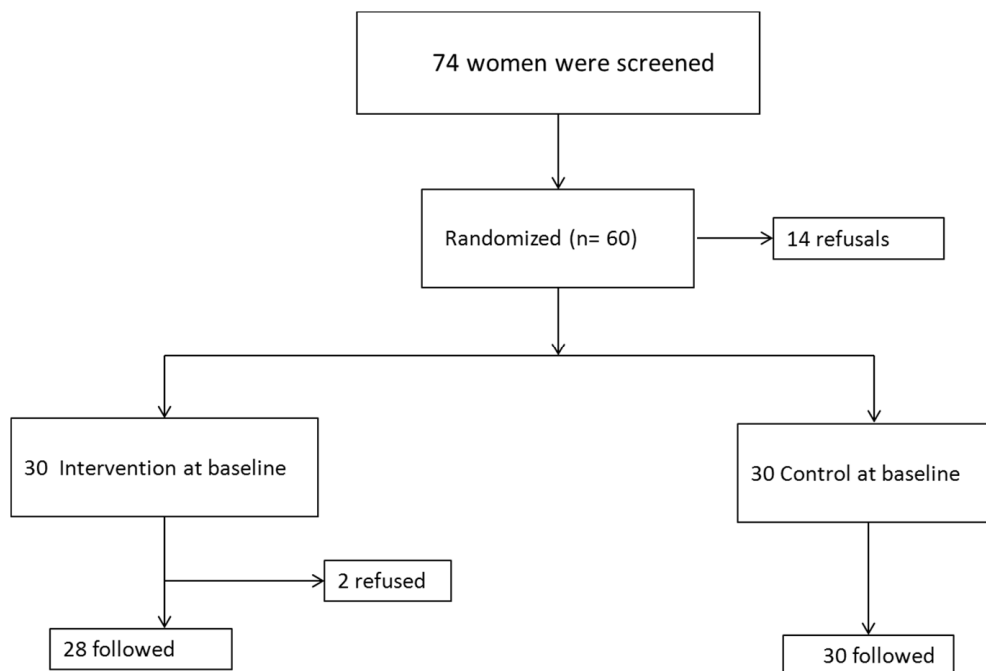 74 women were screened
Randomized (n= 60)
14 refusals
30 Intervention at baseline
30 Control at baseline
2 refused
28 followed
30 followed